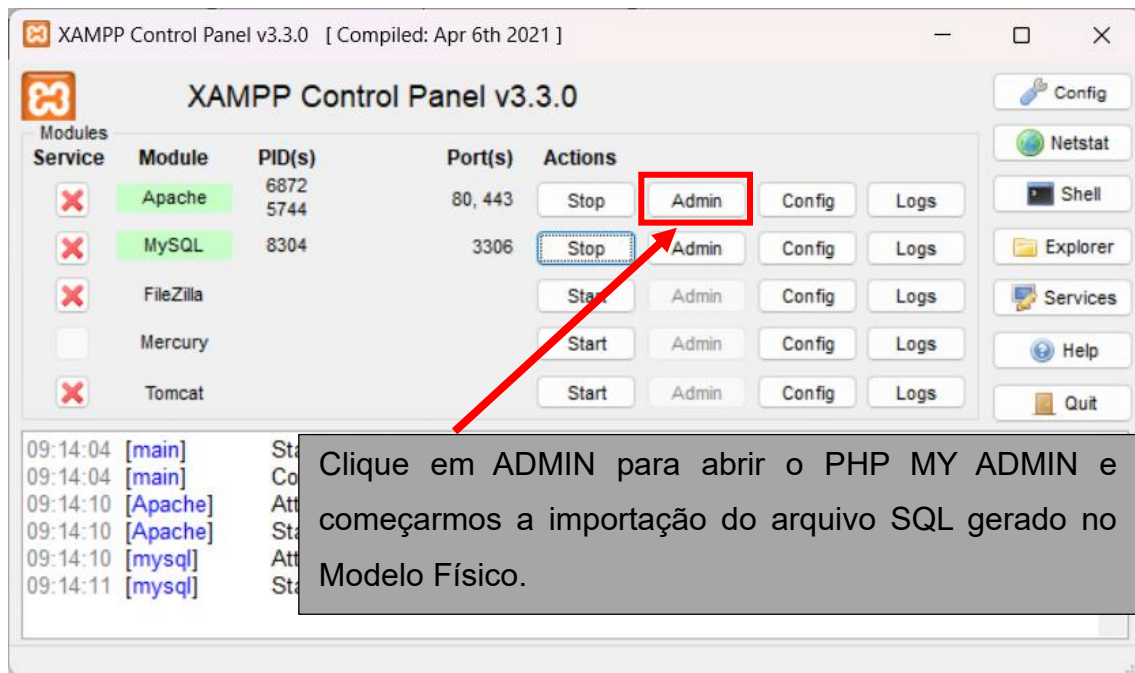 XAMPP Control Panel v3.3.0 [ Compiled: Apr 6th 2021 ]
XAMPP Control Panel v3.3.0
Config
Modules
Service Module PID(s) Port(s) Actions
Netstat
Apache 6872 5744 80, 443 Stop Admin Config Logs
Shell
MySQL 8304 3306 Stop Admin Config Logs
Explorer
FileZilla Start Admin Config Logs
Services
Mercury Start Admin Config Logs
Help
Tomcat Start Admin Config Logs
Quit
09:14:04 [main]
09:14:04 [main]
09:14:10 [Apache]
09:14:10 [Apache]
09:14:10 [mysql]
09:14:11 [mysql]
Clique em ADMIN para abrir o PHP MY ADMIN e
começarmos a importação do arquivo SQL gerado no
Modelo Físico.